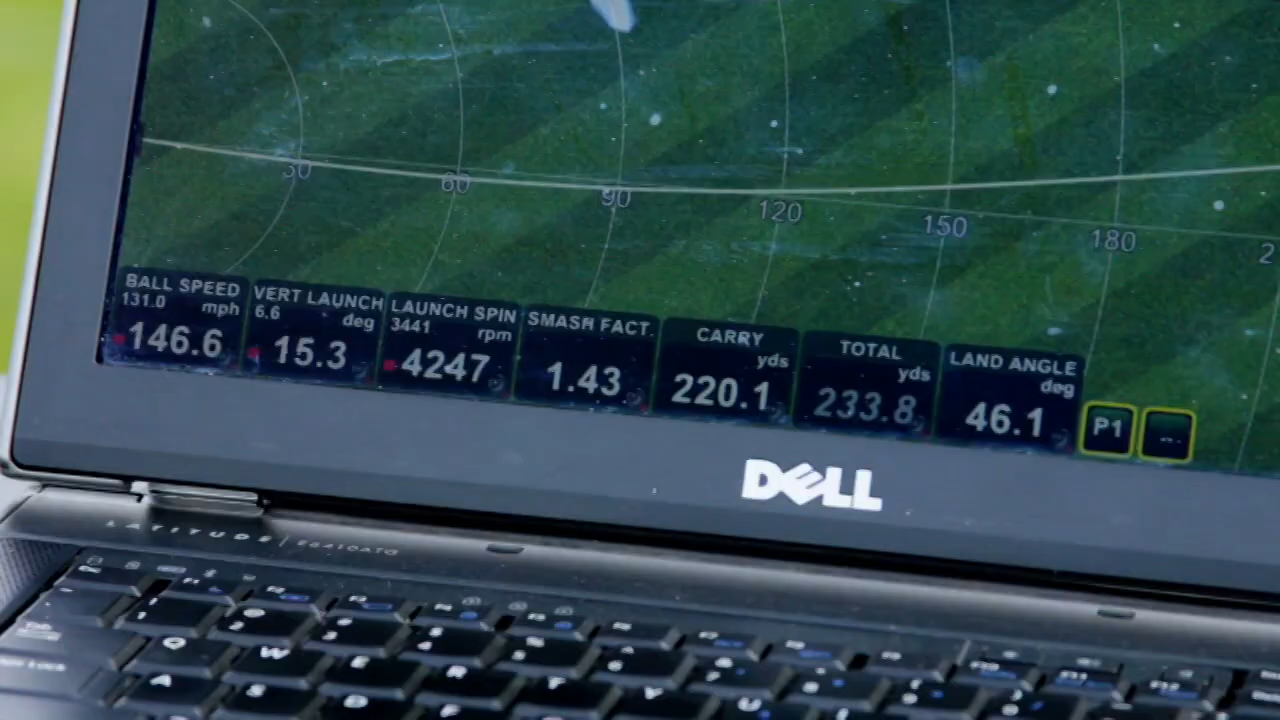 30
60
90
120
150
180
BALL SPEED
131.0 mph
146.6
VERT LAUNCH
6.6 deg
15.3
LAUNCH SPIN
3441 rpm
4247
SMASH FACT.
1.43
CARRY
yds
220.1
TOTAL
yds
233.8
LAND ANGLE
deg
46.1
P1
DELL
LATITUDE | E6410ATG
Q W E R
A S D F